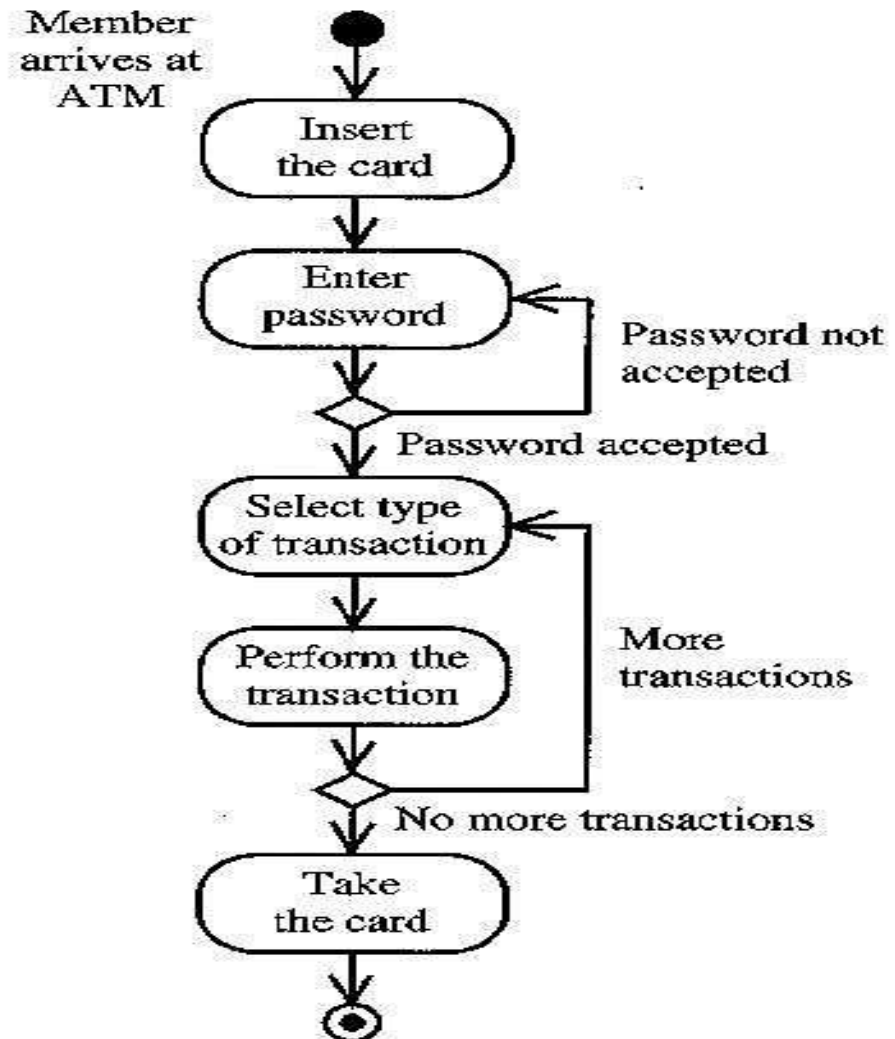 Member
arrives at
ATM
Insert
the card
Enter
password
Password not
accepted
Password accepted
Select type
of transaction
More
transactions
Perform the
transaction
No more transactions
Take
the card